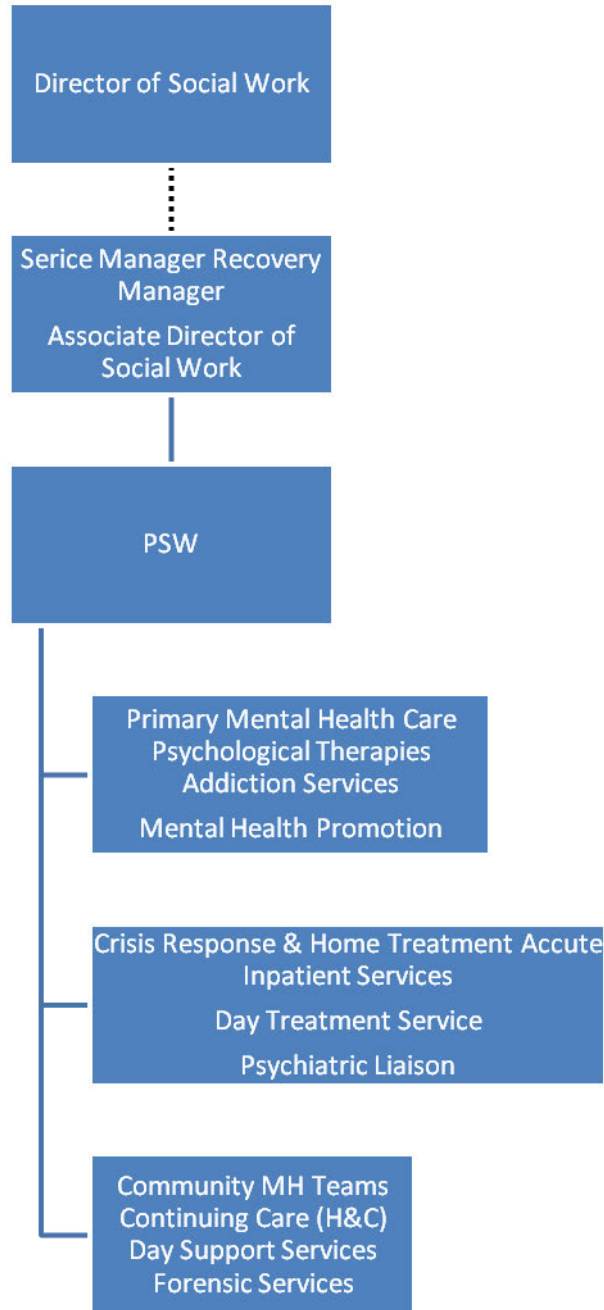 Director of Social Work
Serice Manager Recovery
Manager
Associate Director of
Social Work
PSW
Primary Mental Health Care
Psychological Therapies
Addiction Services
Mental Health Promotion
Crisis Response & Home Treatment Accute
Inpatient Services
Day Treatment Service
Psychiatric Liaison
Community MH Teams
Continuing Care (H&C)
Day Support Services
Forensic Services